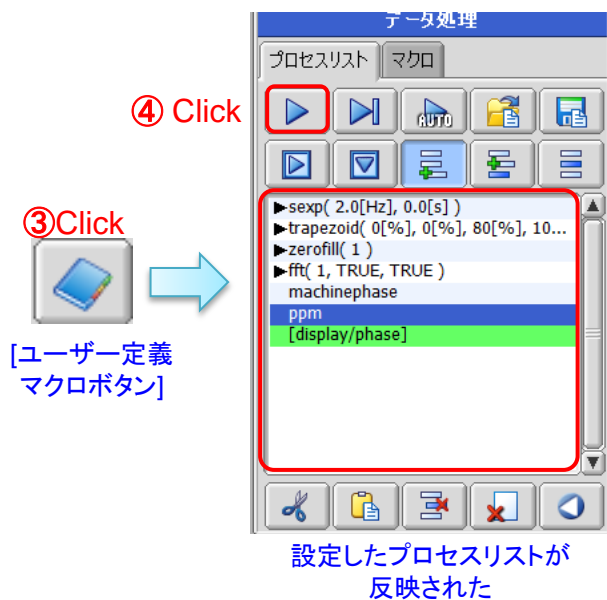 データ処理
プロセスリスト マクロ
④ Click
AUTO
▶sexp( 2.0[Hz], 0.0[s] )
▶trapezoid( 0[%], 0[%], 80[%], 10...
▶zerofill( 1 )
▶fft( 1, TRUE, TRUE )
machinephase
ppm
[display/phase]
③Click
[ユーザー定義
マクロボタン]
設定したプロセスリストが
反映された